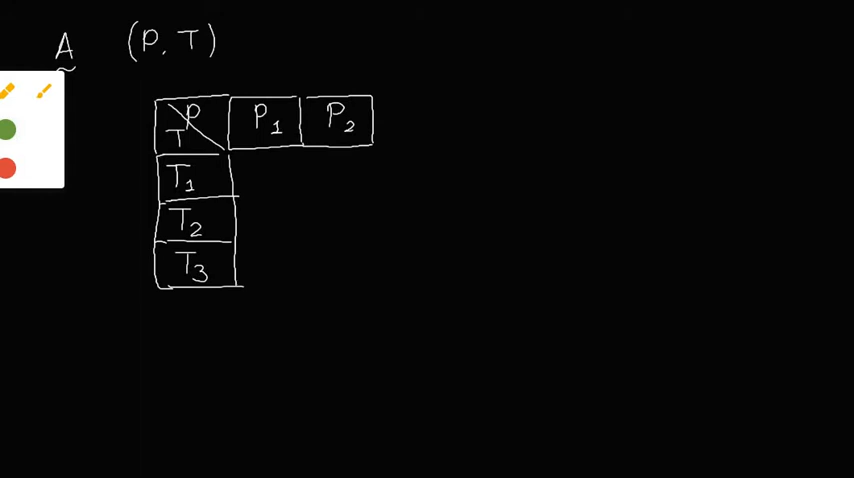 A (P, T)
P
T P₁ P₂
T₁
T₂
T₃